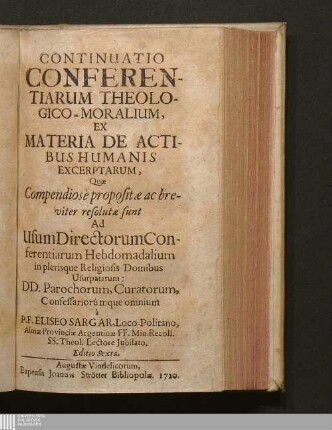 CONTINUATIO
CONFEREN-
TIARUM THEOLO-
GICO-MORALIUM,
EX
MATERIA DE ACTI-
BUS HUMANIS
EXCERPTARUM,
Quæ
Compendiosè propositæ ac bre-
viter resolutæ sunt
Ad
Usum Directorum Con-
ferentiarum Hebdomadalium
in plerisque Religiosis Domibus
Usurpatarum:
DD. Parochorum, Curatorum,
Confessariorũmque omnium
à
P.F. ELISEO SARGAR, Loco-Politano,
Almæ Provinciæ Argentinæ FF. Min. Recoll.
SS. Theol. Lectore Jubilato,
Editio Sexta.
Augustæ Vindelicorum,
Expensis Joannis Strötter Bibliopolæ. 1720.